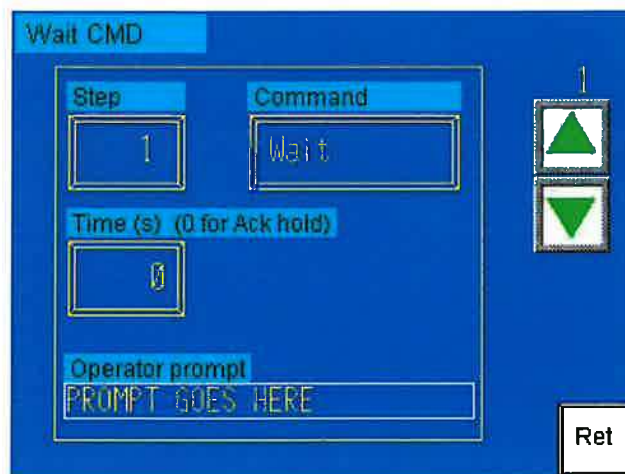 Wait CMD
Step
Command
1
1
Wait
Time (s) (0 for Ack hold)
0
Operator prompt
PROMPT GOES HERE
Ret